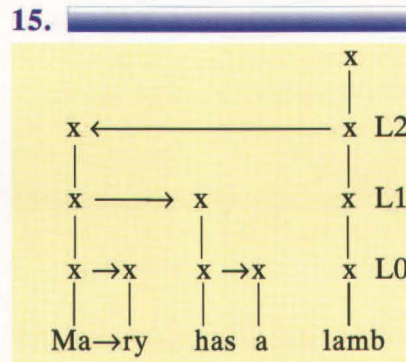 15.
x
x ← x L2
x → x x L1
x → x x → x x L0
Ma→ry has a lamb